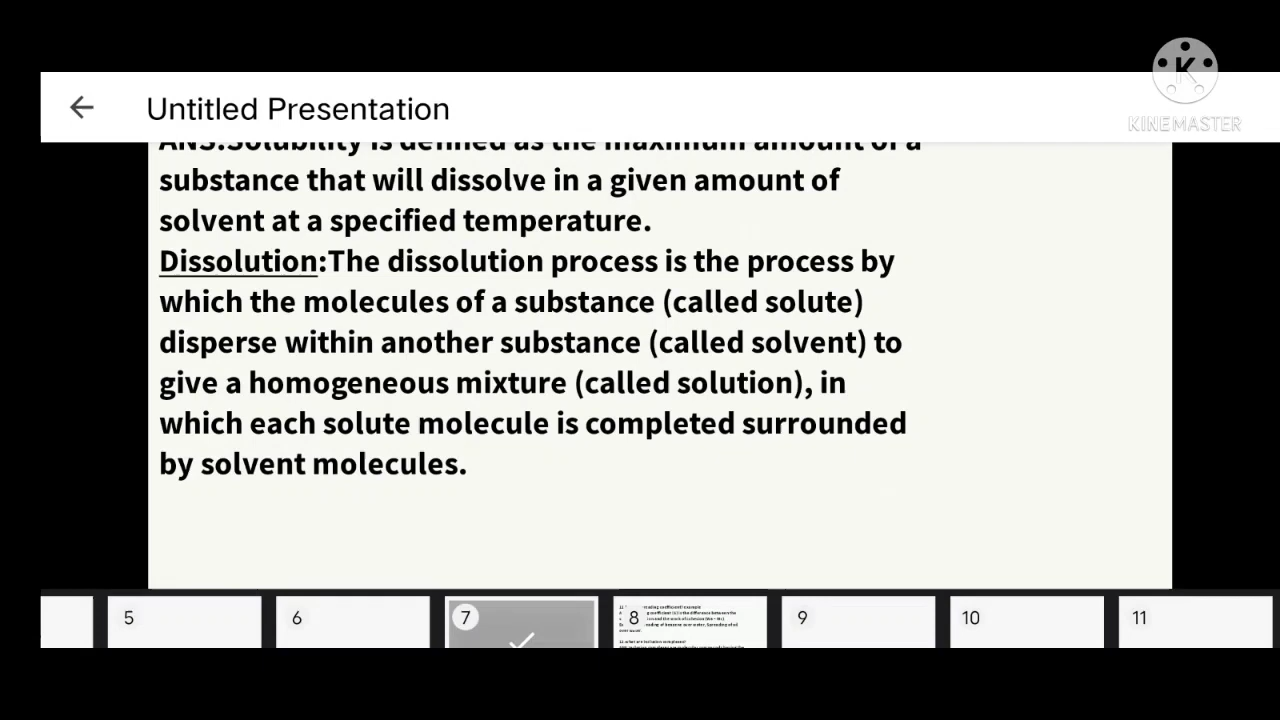 Untitled Presentation
KINEMASTER
ANS:Solubility is defined as the maximum amount of a
substance that will dissolve in a given amount of
solvent at a specified temperature.
Dissolution:The dissolution process is the process by
which the molecules of a substance (called solute)
disperse within another substance (called solvent) to
give a homogeneous mixture (called solution), in
which each solute molecule is completed surrounded
by solvent molecules.
5
6
7
8
9
10
11